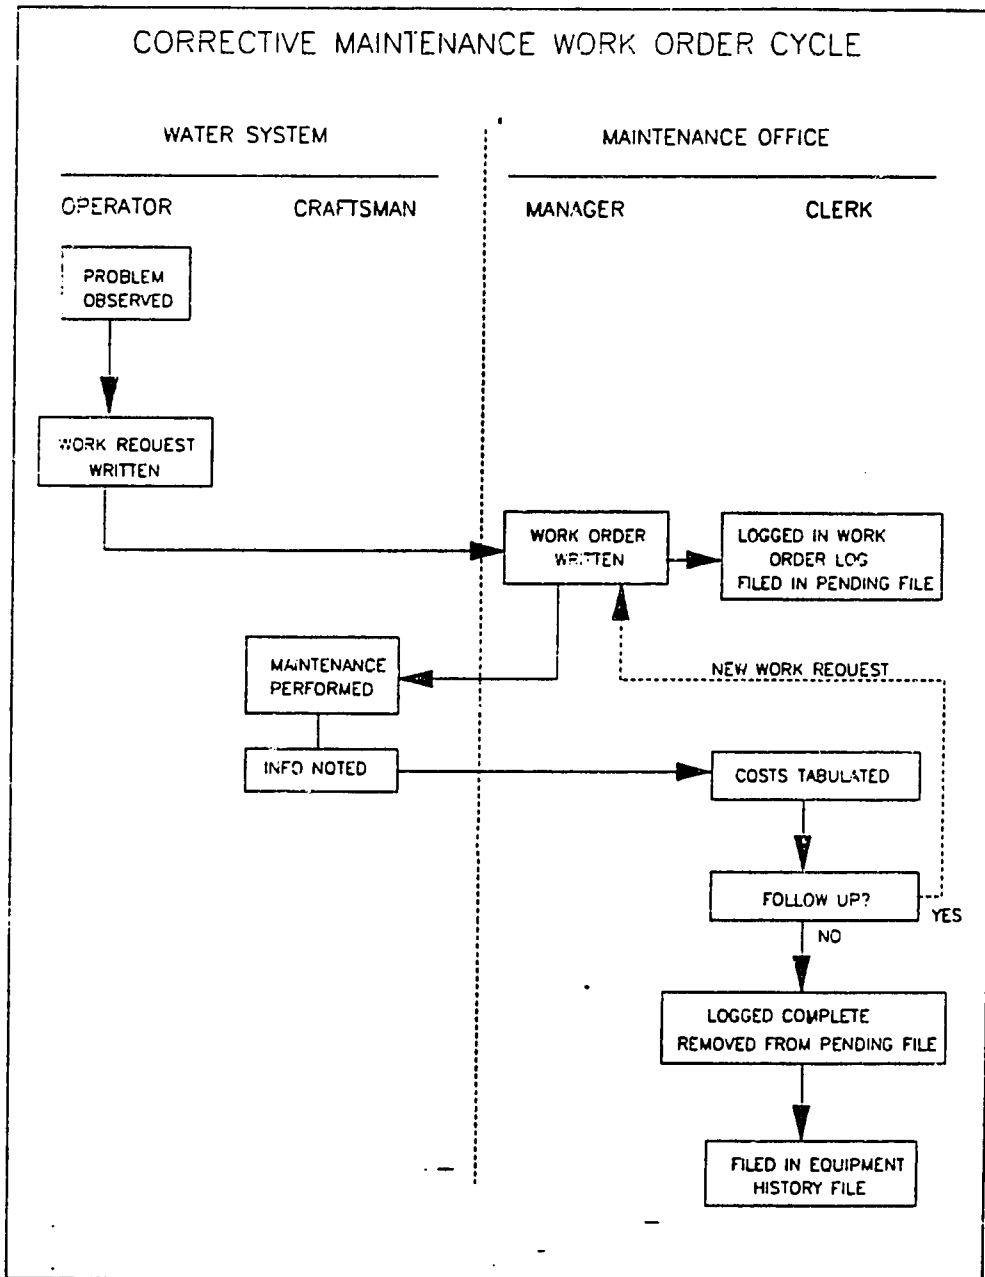 CORRECTIVE MAINTENANCE WORK ORDER CYCLE
WATER SYSTEM
MAINTENANCE OFFICE
OPERATOR
CRAFTSMAN
MANAGER
CLERK
PROBLEM
OBSERVED
WORK REQUEST
WRITTEN
WORK ORDER
WRITTEN
LOGGED IN WORK
ORDER LOG
FILED IN PENDING FILE
MAINTENANCE
PERFORMED
NEW WORK REQUEST
INFO NOTED
COSTS TABULATED
FOLLOW UP?
YES
NO
LOGGED COMPLETE
REMOVED FROM PENDING FILE
FILED IN EQUIPMENT
HISTORY FILE